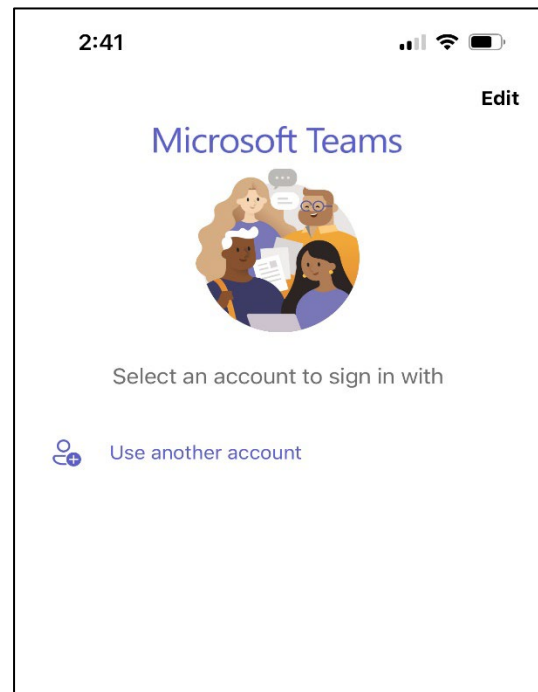 2:41
Edit
Microsoft Teams
Select an account to sign in with
Use another account